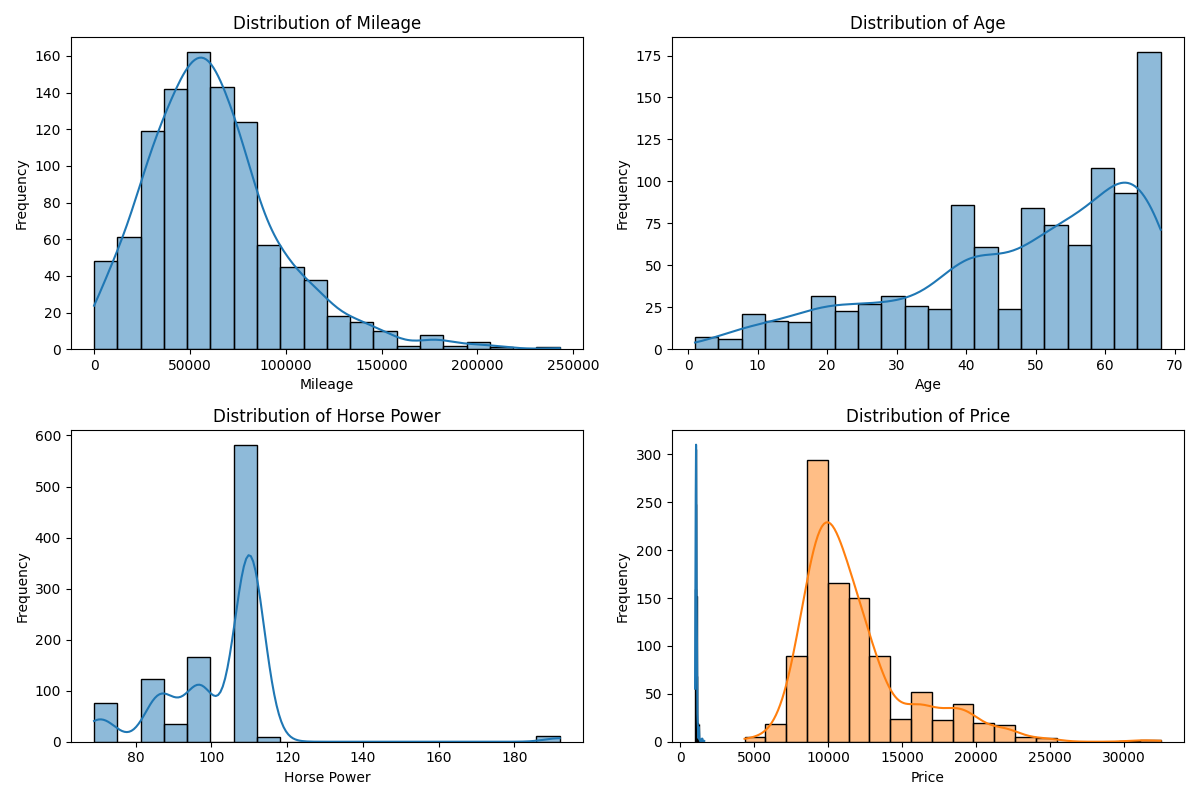 Distribution of Mileage
Frequency
160
140
120
100
80
60
40
20
0
0 50000 100000 150000 200000 250000
Mileage
Distribution of Age
Frequency
175
150
125
100
75
50
25
0
0 10 20 30 40 50 60 70
Age
Distribution of Horse Power
Frequency
600
500
400
300
200
100
0
80 100 120 140 160 180
Horse Power
Distribution of Price
Frequency
300
250
200
150
100
50
0
0 5000 10000 15000 20000 25000 30000
Price